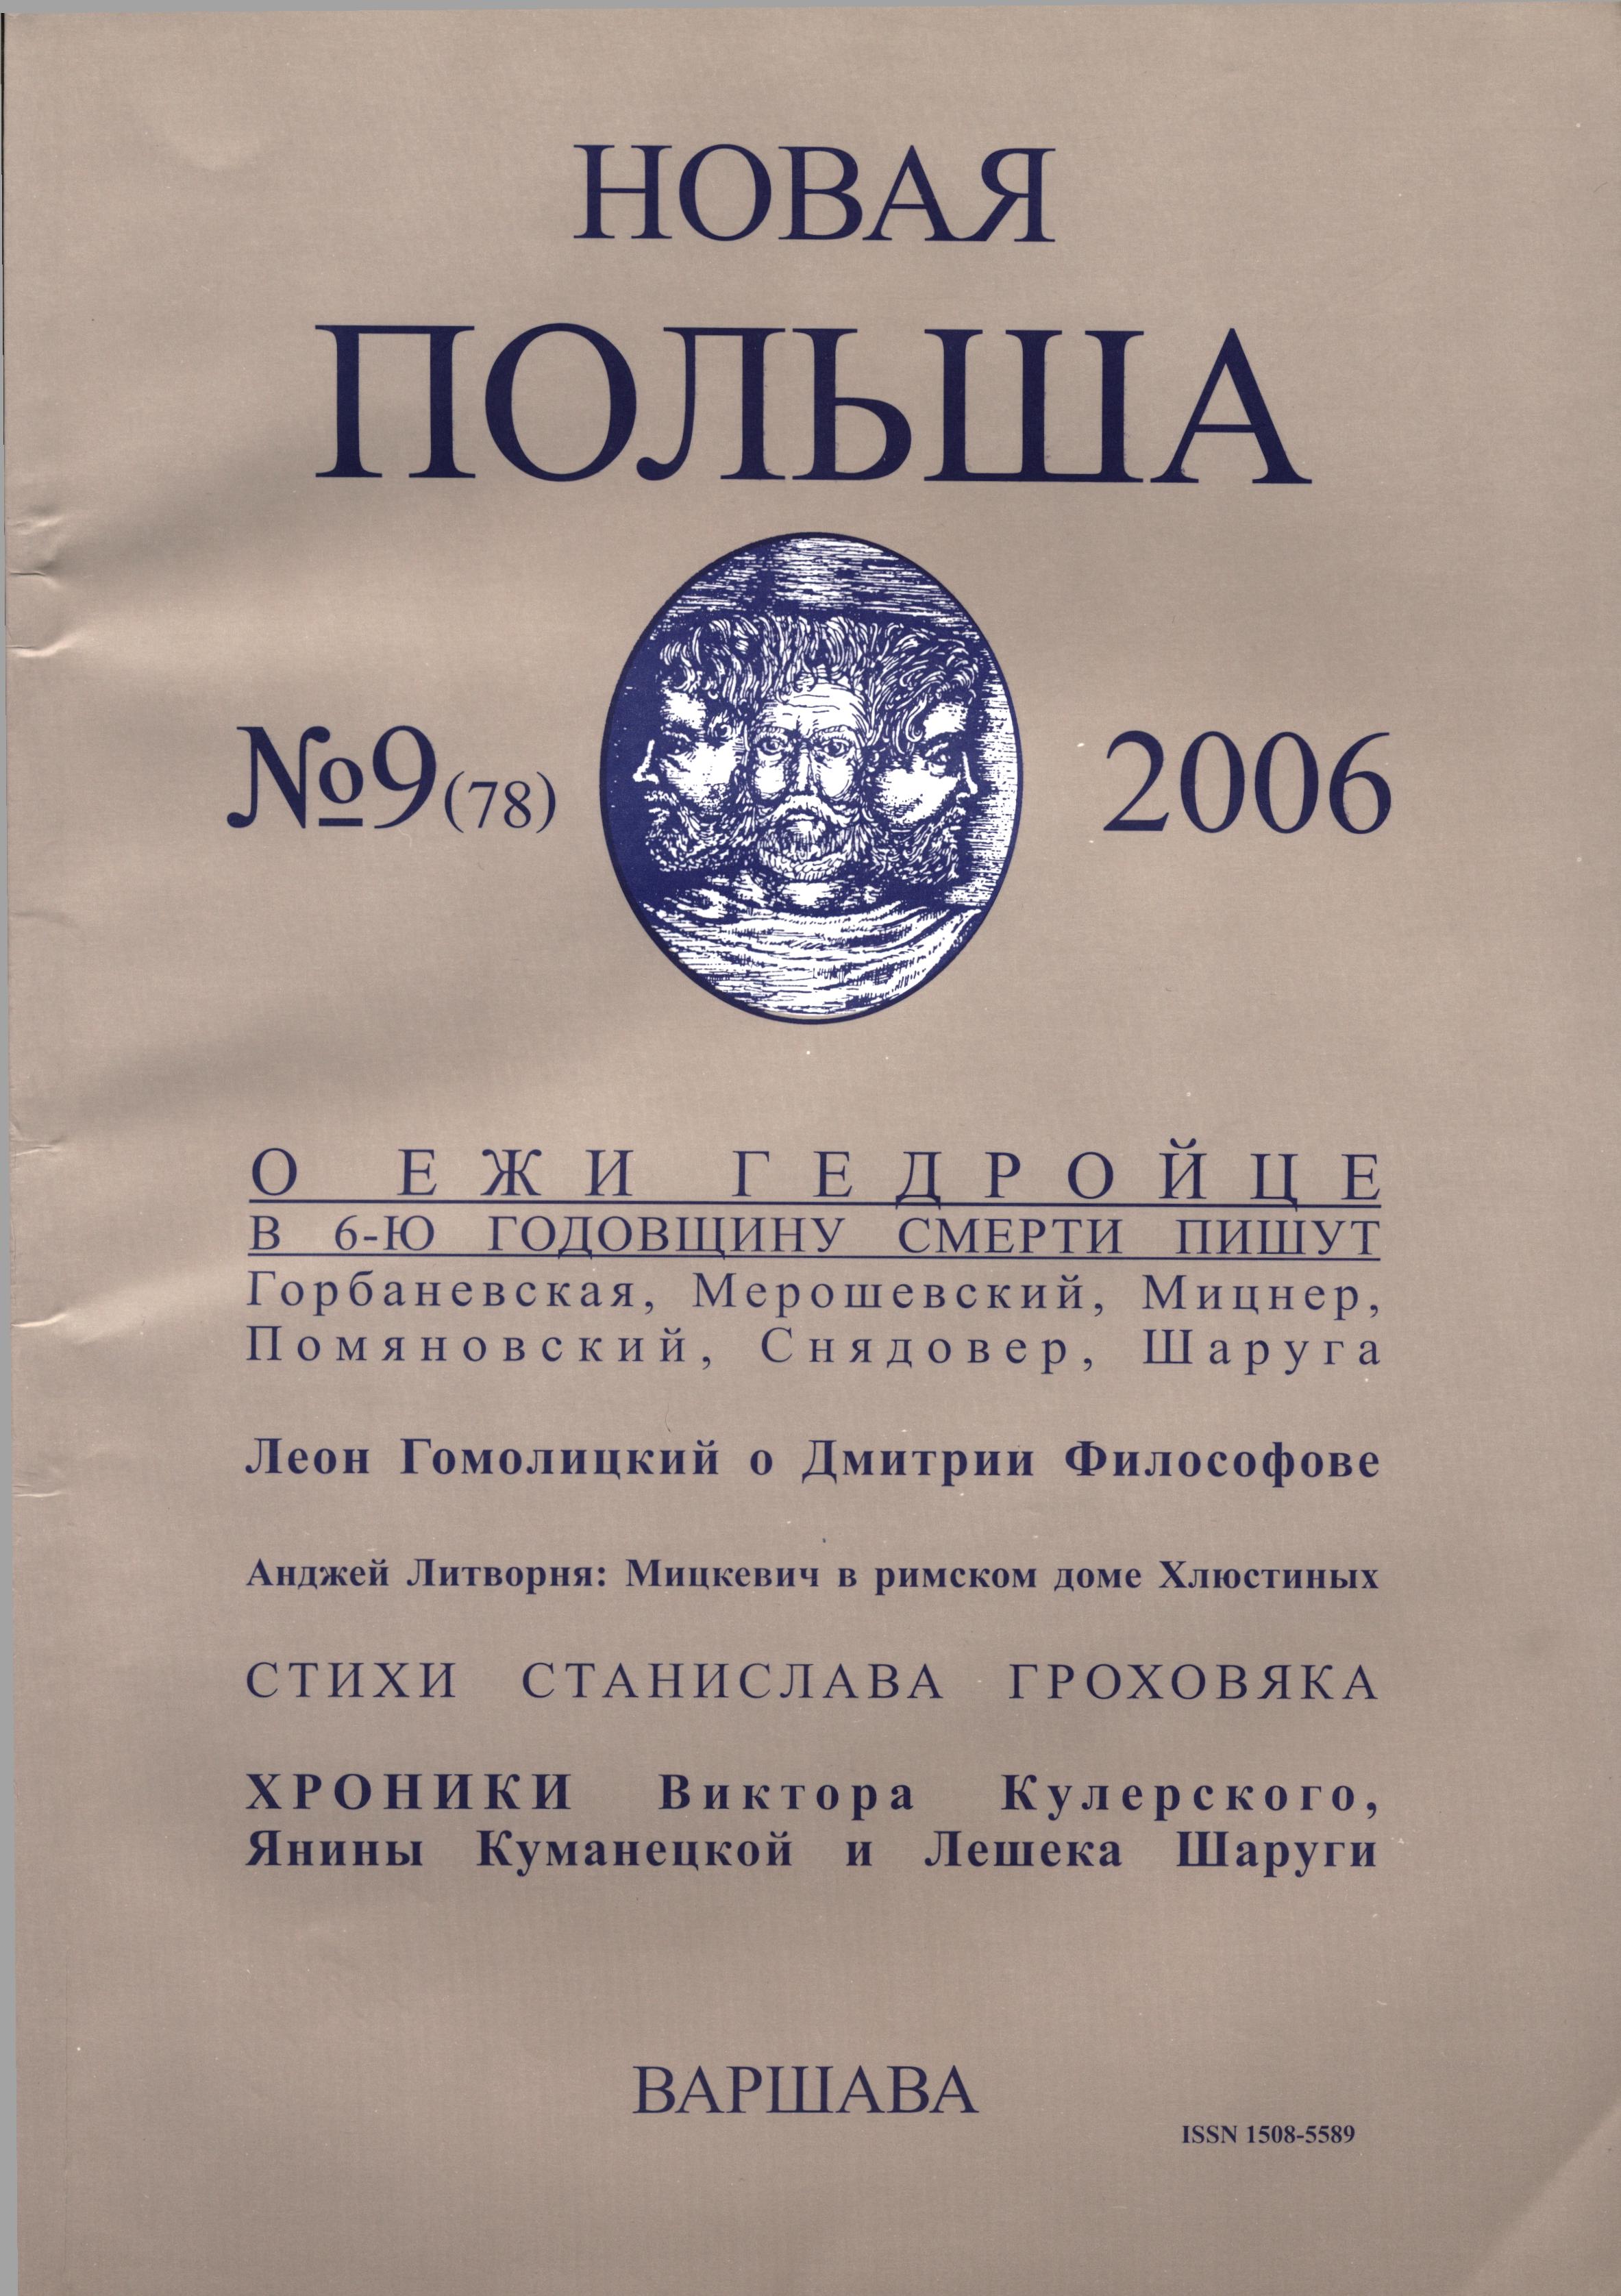 НОВАЯ
ПОЛЬША
№9(78)
2006
О ЕЖИ ГЕДРОЙЦЕ
В 6-Ю ГОДОВЩИНУ СМЕРТИ ПИШУТ
Горбаневская, Мерошевский, Мицнер,
Помяновский, Снядовер, Шаруга
Леон Гомолицкий о Дмитрии Философове
Анджей Литворня: Мицкевич в римском доме Хлюстиных
СТИХИ СТАНИСЛАВА ГРОХОВЯКА
ХРОНИКИ Виктора Кулерского,
Янины Куманецкой и Лешека Шаруги
ВАРШАВА
ISSN 1508-5589